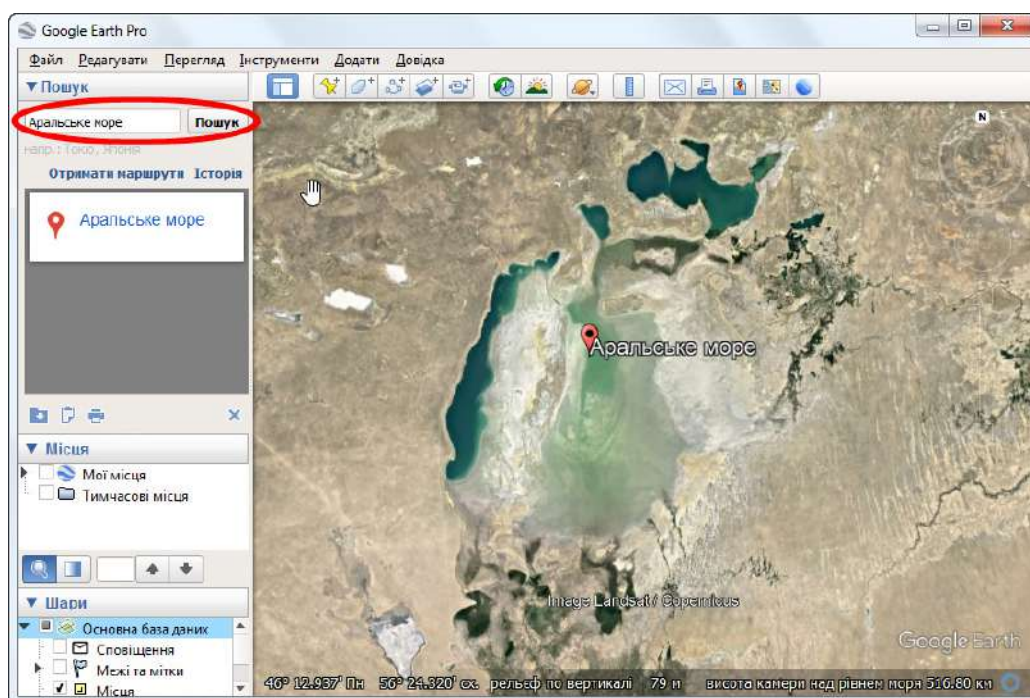 Google Earth Pro
Файл Редагувати Перегляд Інструменти Додати Довідка
Пошук
Аральське море Пошук
напр.: Токіо, Японія
Отримати маршрути Історія
Аральське море
Місця
Мої місця
Тимчасові місця
Шари
Основна база даних
Сповіщення
Межі та мітки
Місця
N
Аральське море
Image Landsat / Copernicus
Google Earth
46° 12.937' Пн 56° 24.320' сх. рельєф по вертикалі 79 м висота камери над рівнем моря 516.80 км